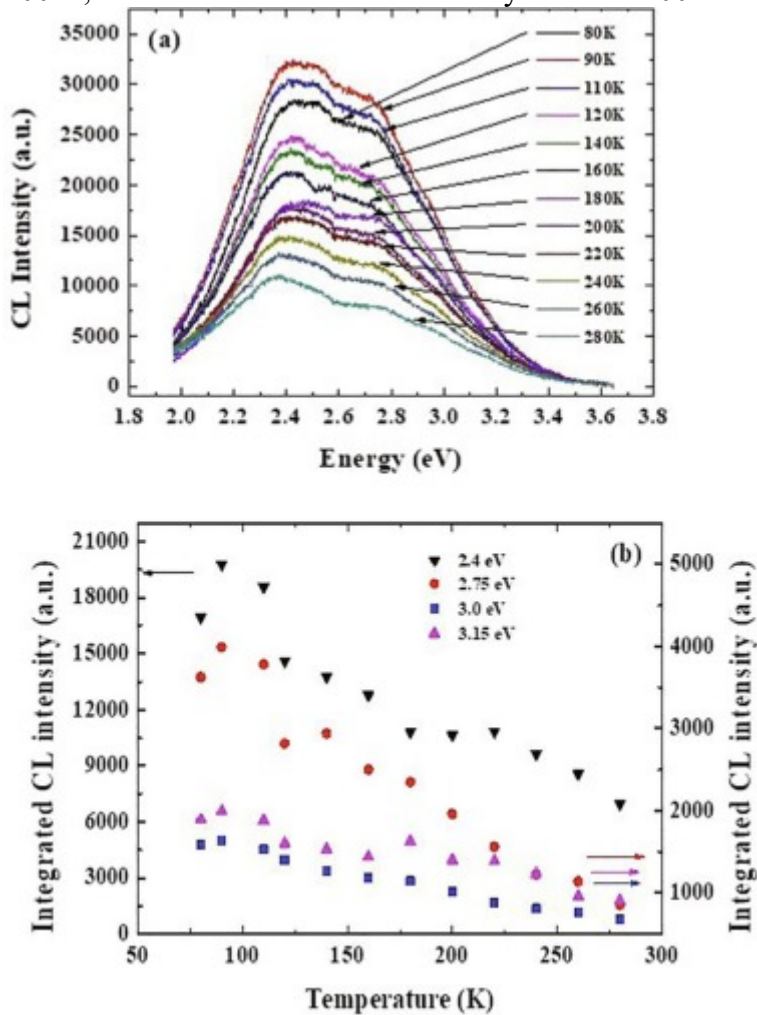 (a)
35000
30000
25000
20000
15000
10000
5000
0
CL Intensity (a.u.)
80K
90K
110K
120K
140K
160K
180K
200K
220K
240K
260K
280K
1.8 2.0 2.2 2.4 2.6 2.8 3.0 3.2 3.4 3.6 3.8
Energy (eV)
(b)
21000
18000
15000
12000
9000
6000
3000
0
Integrated CL intensity (a.u.)
2.4 eV
2.75 eV
3.0 eV
3.15 eV
5000
4000
3000
2000
1000
Integrated CL intensity (a.u.)
50 100 150 200 250 300
Temperature (K)